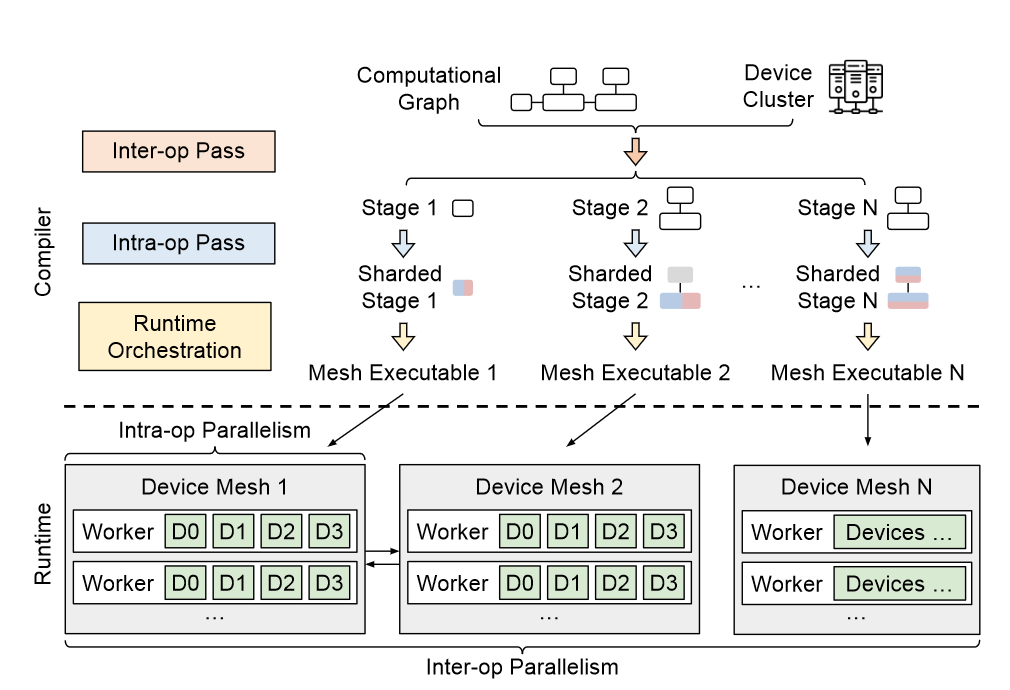 Computational
Graph
Device
Cluster
Compiler
Inter-op Pass
Intra-op Pass
Runtime
Orchestration
Stage 1
Stage 2
Stage N
Sharded
Stage 1
Sharded
Stage 2
...
Sharded
Stage N
Mesh Executable 1
Mesh Executable 2
Mesh Executable N
Intra-op Parallelism
Runtime
Device Mesh 1
Worker D0 D1 D2 D3
Worker D0 D1 D2 D3
...
Device Mesh 2
Worker D0 D1 D2 D3
Worker D0 D1 D2 D3
...
Device Mesh N
Worker Devices ...
Worker Devices ...
...
Inter-op Parallelism